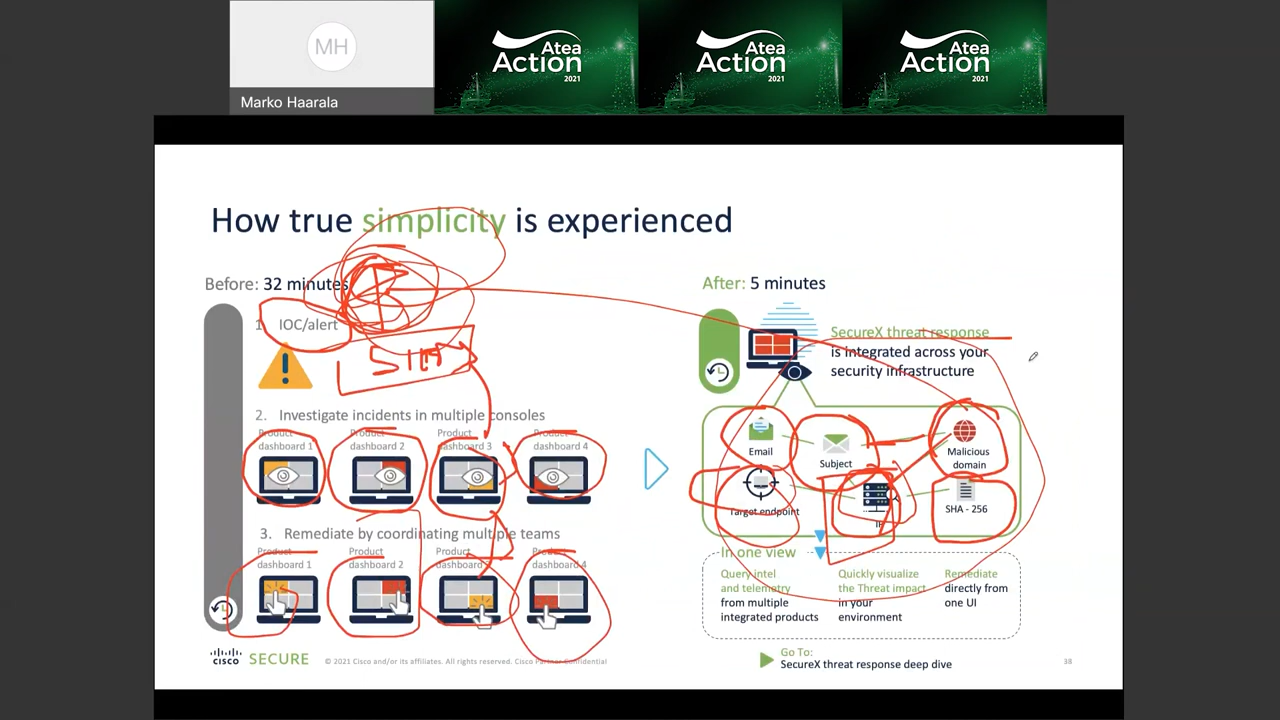 MH
Marko Haarala
Atea
Action
2021
Atea
Action
2021
Atea
Action
2021
How true simplicity is experienced
Before: 32 minutes
1. IOC/alert
2. Investigate incidents in multiple consoles
Product dashboard 1
Product dashboard 2
Product dashboard 3
Product dashboard 4
3. Remediate by coordinating multiple teams
Product dashboard 1
Product dashboard 2
Product dashboard
Product dashboard 4
After: 5 minutes
SecureX threat response
is integrated across your
security infrastructure
Email
Subject
Malicious
domain
Target endpoint
IP
SHA - 256
In one view
Query intel
and telemetry
from multiple
integrated products
Quickly visualize
the Threat impact
in your
environment
Remediate
directly from
one UI
Go To:
SecureX threat response deep dive
CISCO SECURE
© 2021 Cisco and/or its affiliates. All rights reserved. Cisco Partner Confidential
38